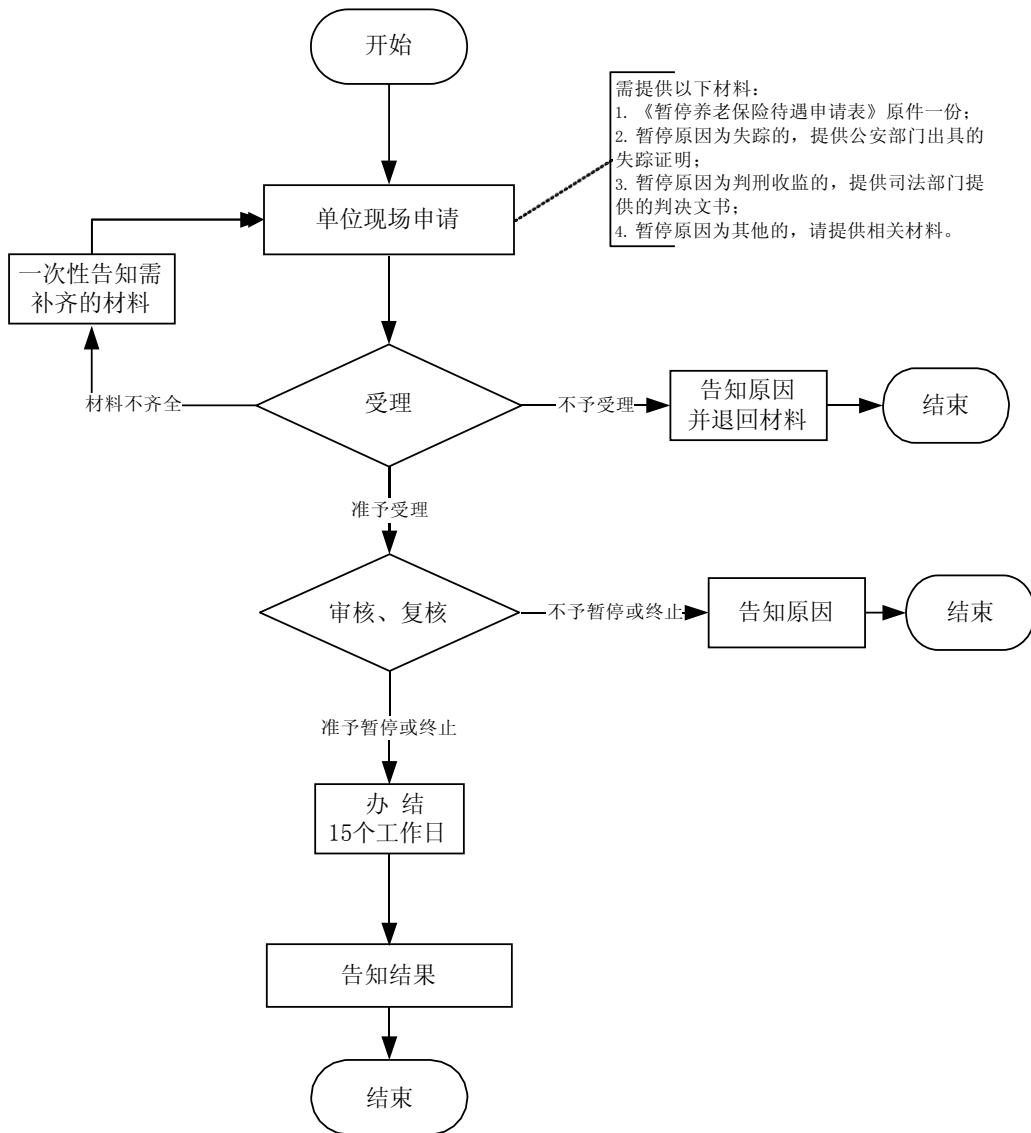 开始
需提供以下材料：
1. 《暂停养老保险待遇申请表》原件一份；
2. 暂停原因为失踪的，提供公安部门出具的
失踪证明；
3. 暂停原因为判刑收监的，提供司法部门提
供的判决文书；
4. 暂停原因为其他的，请提供相关材料。
单位现场申请
一次性告知需
补齐的材料
材料不齐全
受理
不予受理
告知原因
并退回材料
结束
准予受理
审核、复核
不予暂停或终止
告知原因
结束
准予暂停或终止
办 结
15个工作日
告知结果
结束